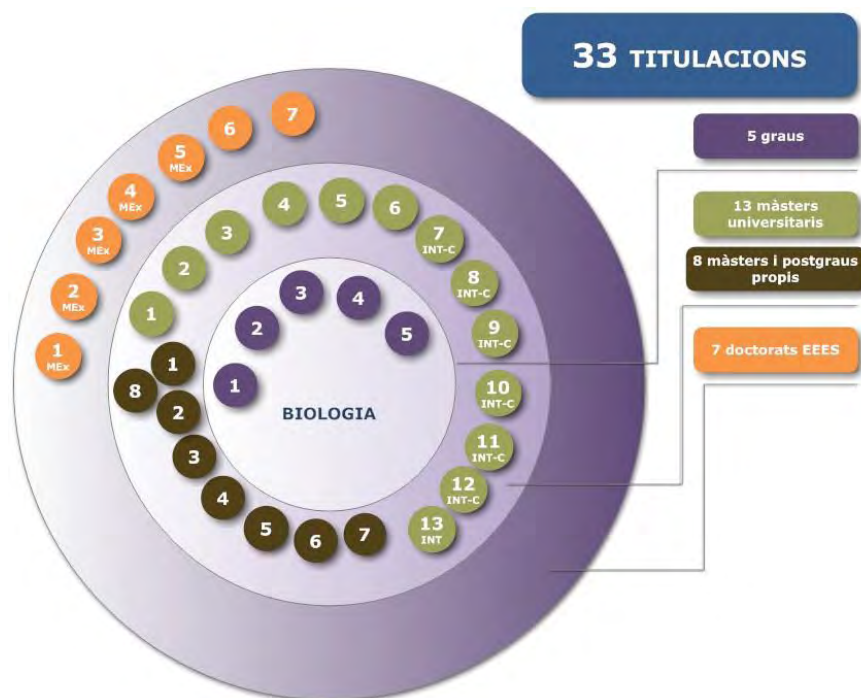 33 TITULACIONS
5 graus
13 màsters
universitaris
8 màsters i postgraus
propis
7 doctorats EEES
7
6
5
MEx
4
MEx
3
MEx
2
MEx
1
MEx
1
2
3
4
5
6
7
INT-C
8
INT-C
9
INT-C
10
INT-C
11
INT-C
12
INT-C
13
INT
1
2
3
4
5
6
7
8
1
2
3
4
5
BIOLOGIA